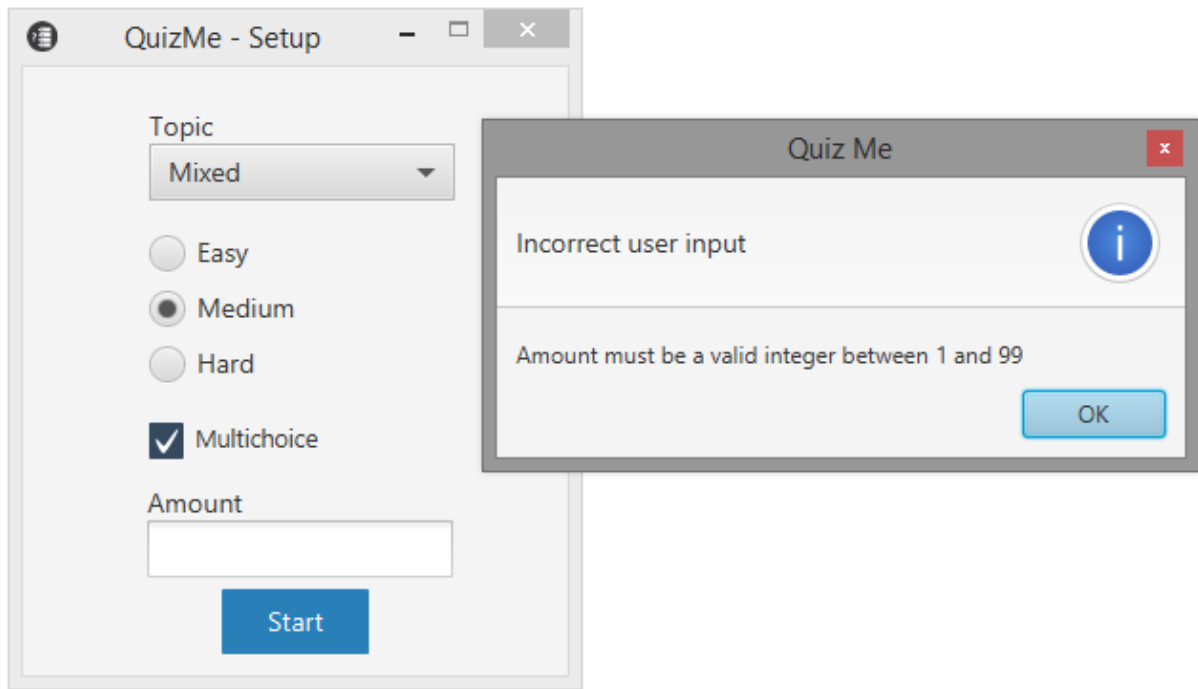 QuizMe - Setup
Topic
Mixed
Easy
Medium
Hard
Multichoice
Amount
Start
Quiz Me
Incorrect user input
Amount must be a valid integer between 1 and 99
OK